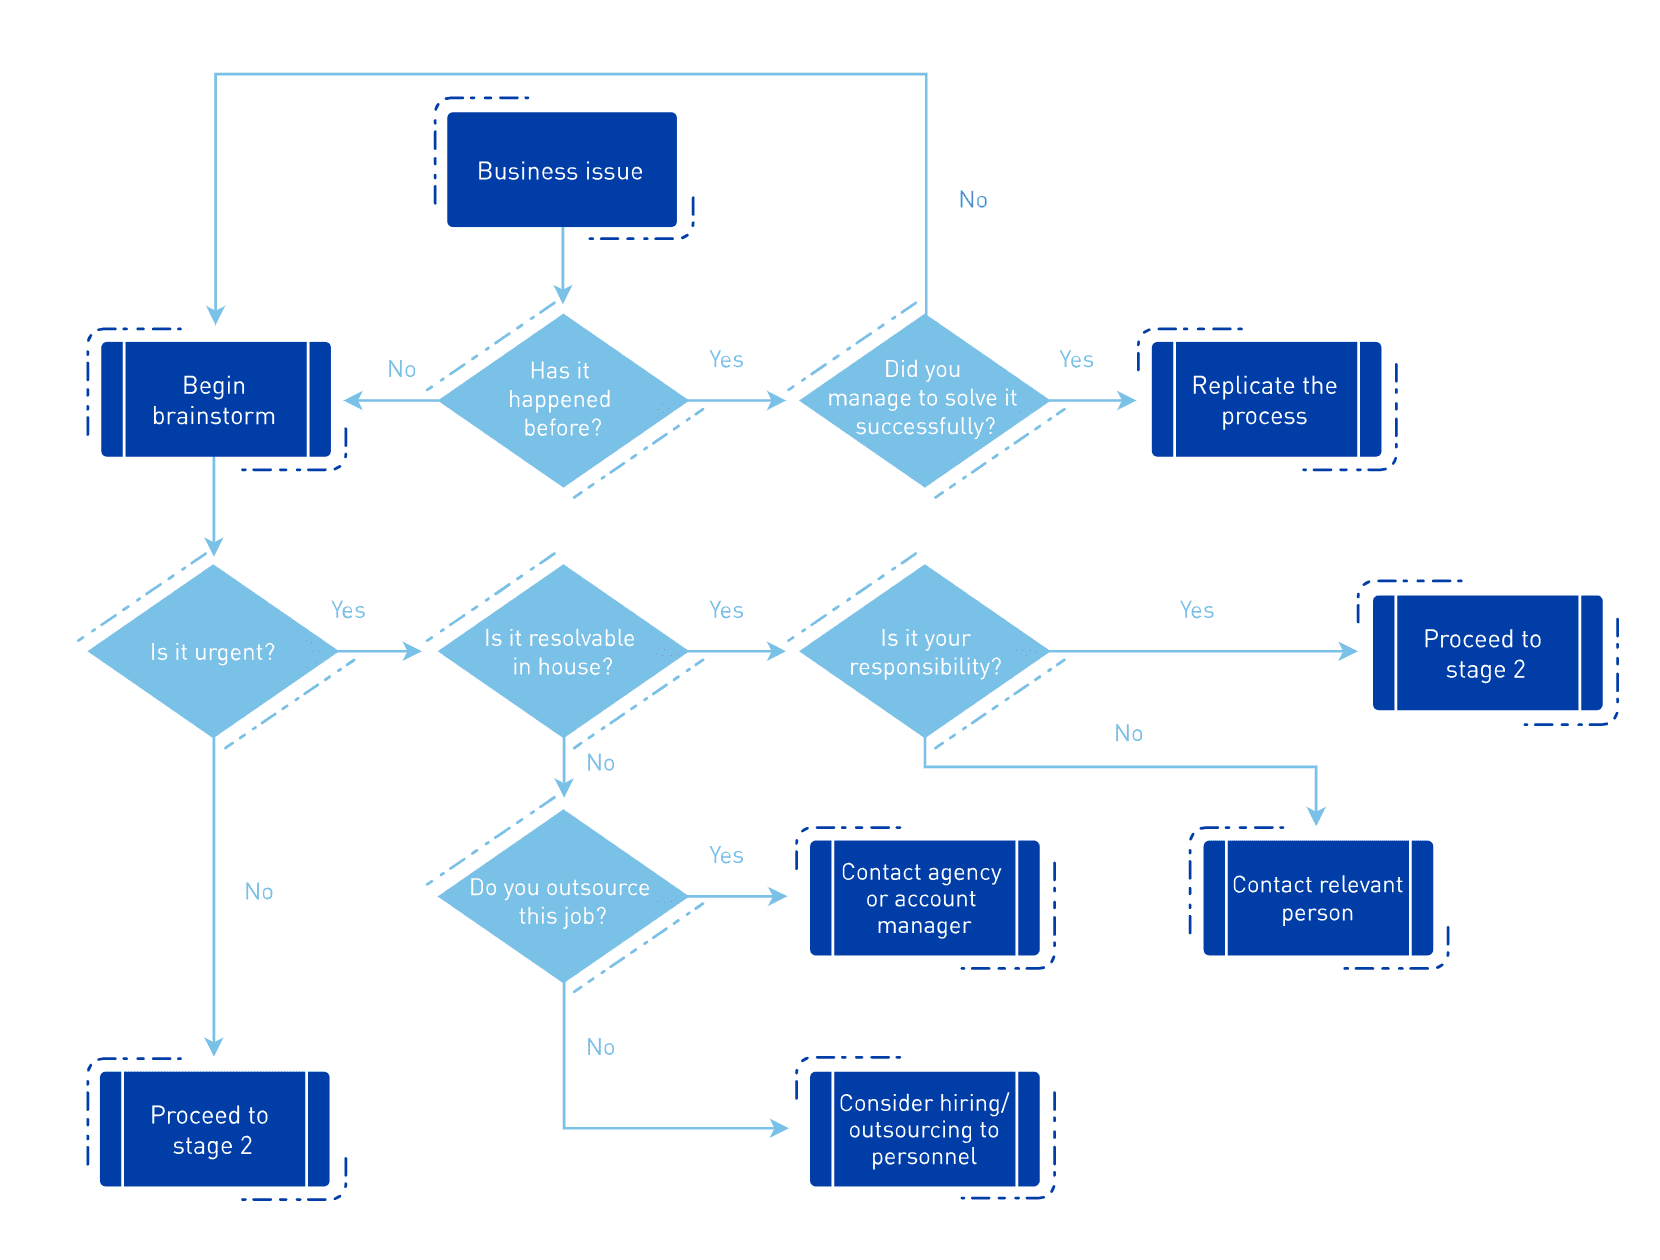 Business issue
No
Begin
brainstorm
No
Has it
happened
before?
Yes
Did you
manage to solve it
successfully?
Yes
Replicate the
process
Is it urgent?
Yes
Is it resolvable
in house?
Yes
Is it your
responsibility?
Yes
Proceed to
stage 2
No
No
No
Do you outsource
this job?
Yes
Contact agency
or account
manager
Contact relevant
person
No
Proceed to
stage 2
Consider hiring/
outsourcing to
personnel